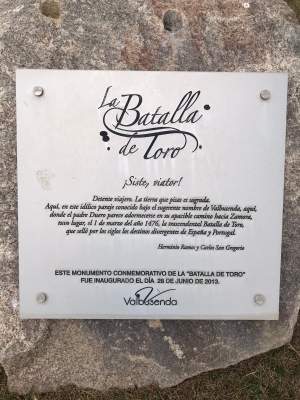 La Batalla
de Toro
¡Siste, viator!
Detente viajero. La tierra que pisas es sagrada.
Aquí, en este idílico paraje conocido bajo el sugerente nombre de Valbusenda, aquí,
donde el padre Duero parece adormecerse en su apacible camino hacia Zamora,
tuvo lugar, el 1 de marzo del año 1476, la trascendental Batalla de Toro,
que selló por los siglos los destinos divergentes de España y Portugal.
Herminio Ramos y Carlos San Gregorio
ESTE MONUMENTO CONMEMORATIVO DE LA "BATALLA DE TORO"
FUE INAUGURADO EL DÍA 28 DE JUNIO DE 2013.
Valbusenda